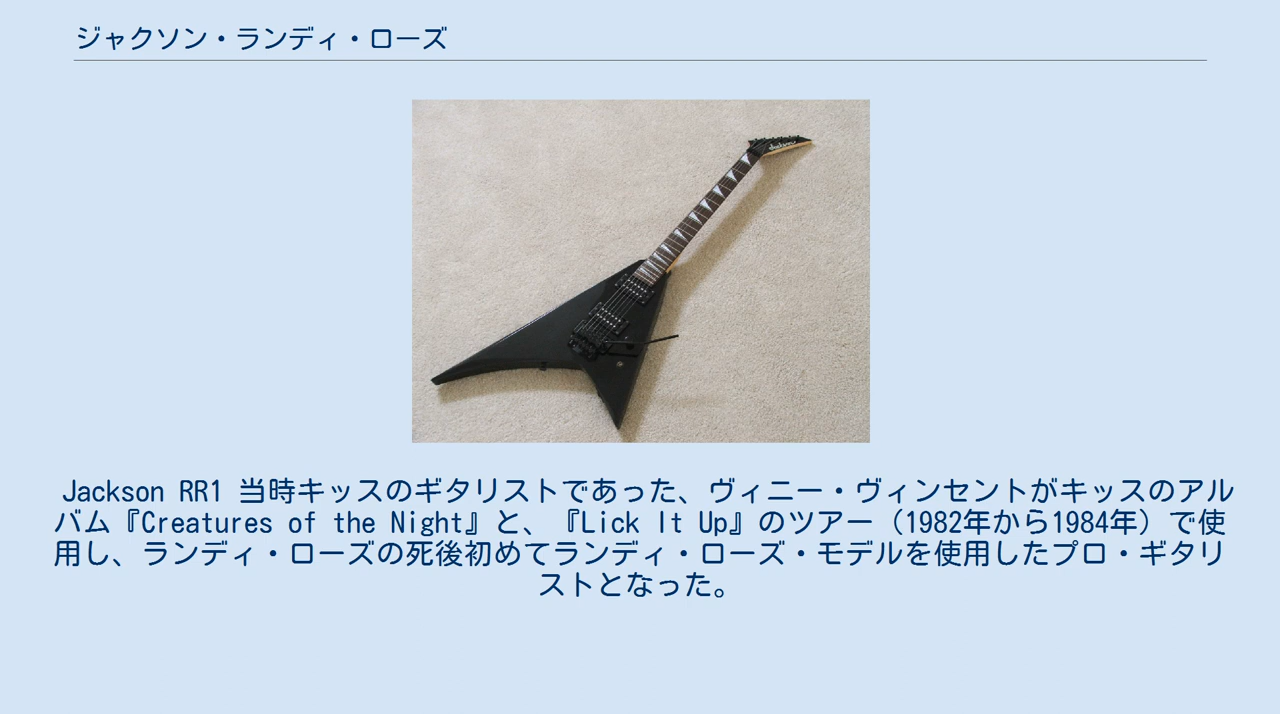 ジャクソン・ランディ・ローズ
Jackson
Jackson RR1 当時キッスのギタリストであった、ヴィニー・ヴィンセントがキッスのアル
バム『Creatures of the Night』と、『Lick It Up』のツアー（1982年から1984年）で使
用し、ランディ・ローズの死後初めてランディ・ローズ・モデルを使用したプロ・ギタリ
ストとなった。